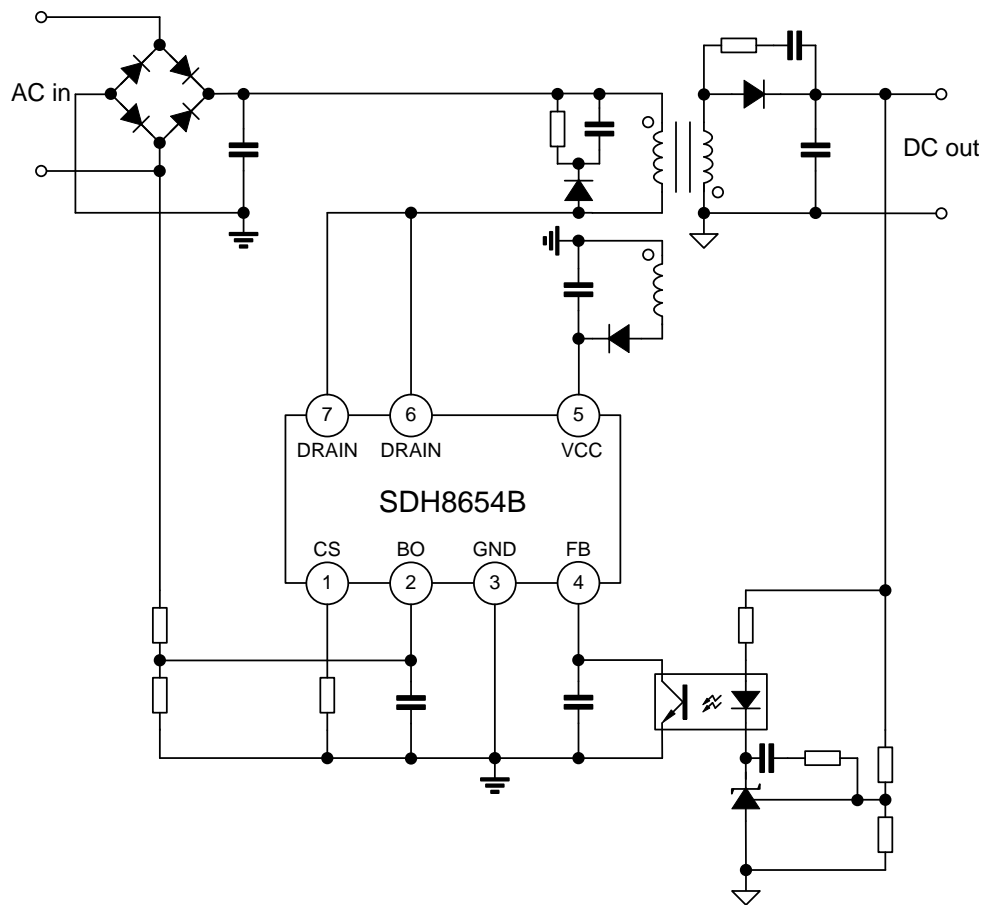 AC in
DC out
7
6
5
DRAIN
DRAIN
VCC
SDH8654B
CS
BO
GND
FB
1
2
3
4